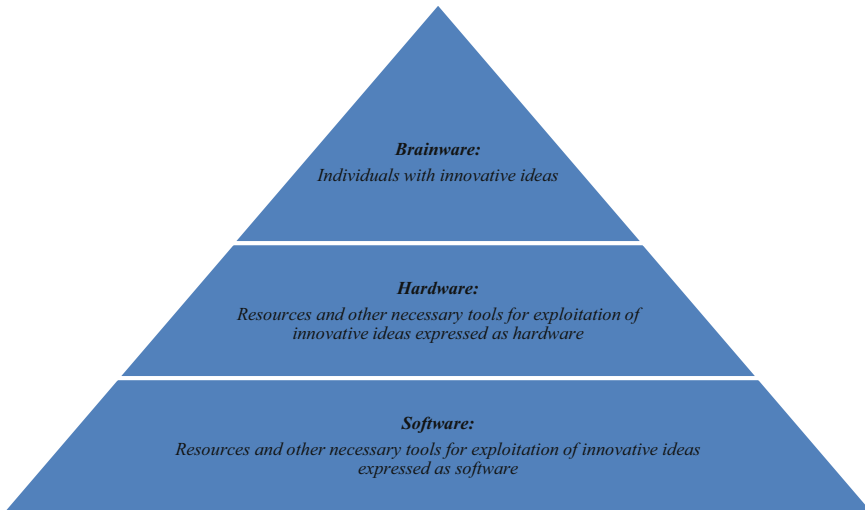 Brainware:
Individuals with innovative ideas
Hardware:
Resources and other necessary tools for exploitation of
innovative ideas expressed as hardware
Software:
Resources and other necessary tools for exploitation of innovative ideas
expressed as software